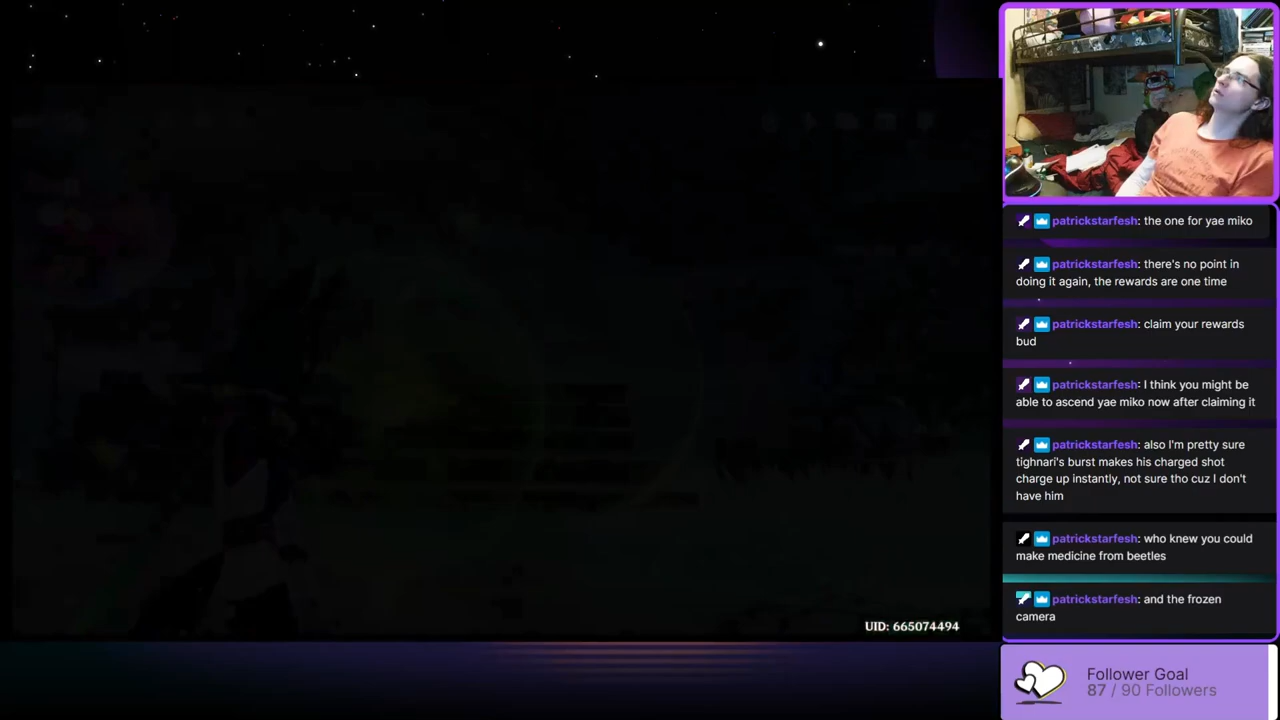 patrickstarfesh: the one for yae miko
patrickstarfesh: there's no point in
doing it again, the rewards are one time
patrickstarfesh: claim your rewards
bud
patrickstarfesh: I think you might be
able to ascend yae miko now after claiming it
patrickstarfesh: also I'm pretty sure
tighnari's burst makes his charged shot
charge up instantly, not sure tho cuz I don't
have him
patrickstarfesh: who knew you could
make medicine from beetles
patrickstarfesh: and the frozen
camera
UID: 665074494
Follower Goal
87 / 90 Followers